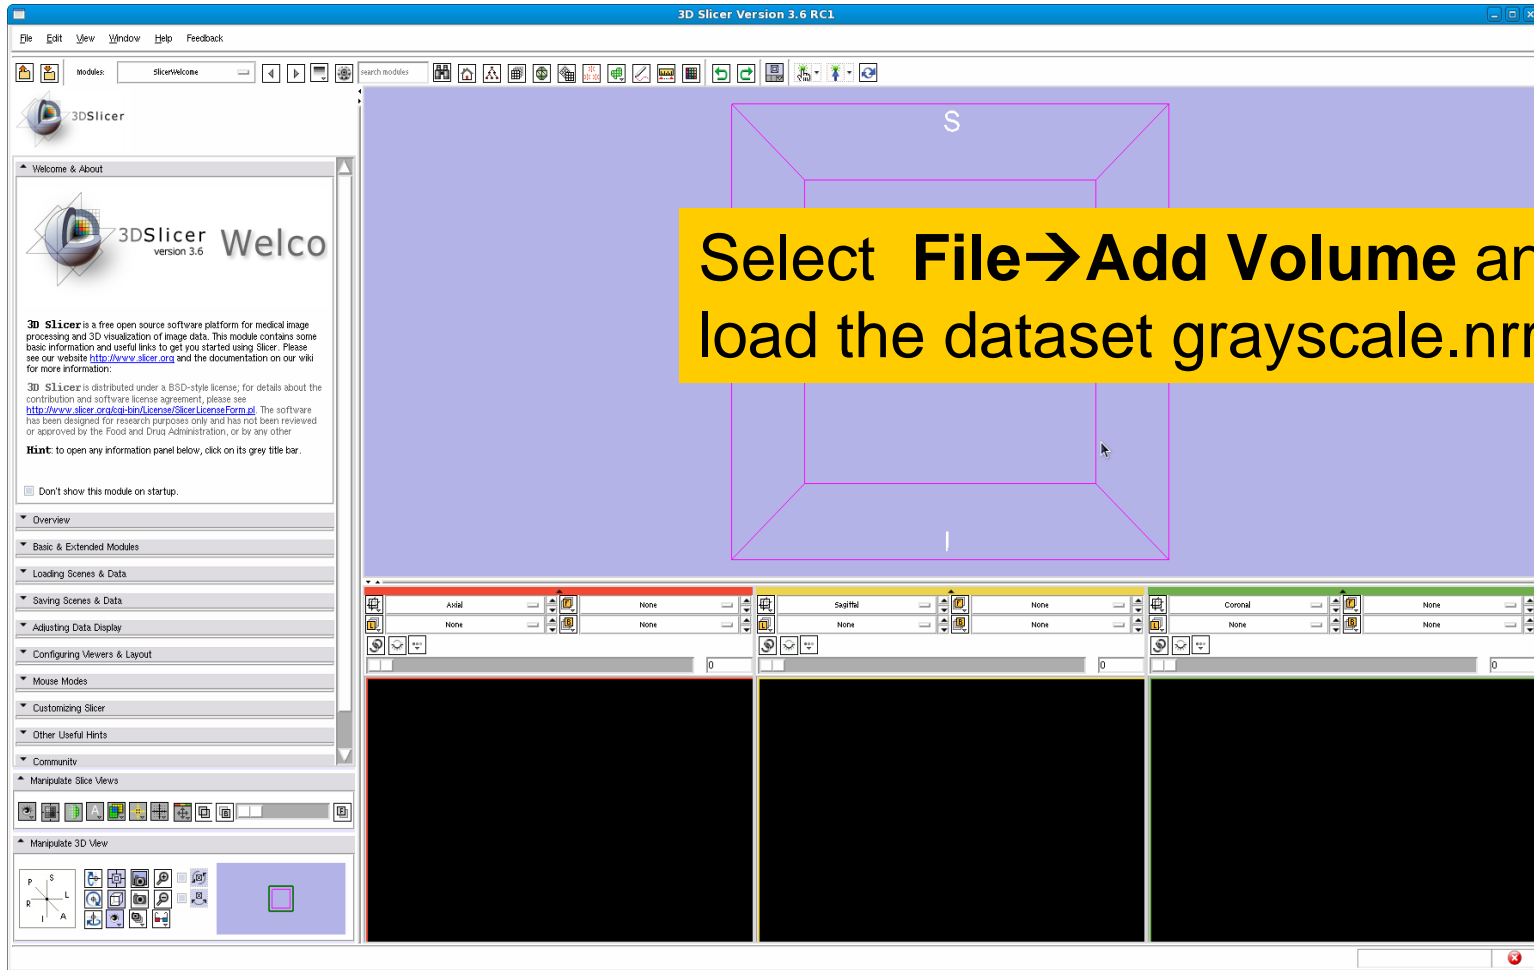 3D Slicer Version 3.6 RC1
File Edit View Window Help Feedback
Modules: SlicerWelcome search modules
3DSlicer
Welcome & About
3DSlicer Welco
version 3.6
3D Slicer is a free open source software platform for medical image
processing and 3D visualization of image data. This module contains some
basic information and useful links to get you started using Slicer. Please
see our website http://www.slicer.org and the documentation on our wiki
for more information:
3D Slicer is distributed under a BSD-style license; for details about the
contribution and software license agreement, please see
http://www.slicer.org/cgi-bin/License/SlicerLicenseForm.pl. The software
has been designed for research purposes only and has not been reviewed
or approved by the Food and Drug Administration, or by any other
Hint: to open any information panel below, click on its grey title bar.
Don't show this module on startup.
Overview
Basic & Extended Modules
Loading Scenes & Data
Saving Scenes & Data
Adjusting Data Display
Configuring Viewers & Layout
Mouse Modes
Customizing Slicer
Other Useful Hints
Community
Manipulate Slice Views
Manipulate 3D View
P S L R I A
S
Select File→Add Volume an
load the dataset grayscale.nrr
I
Axial None Sagittal None Coronal None
None None None None None None
0 0 0